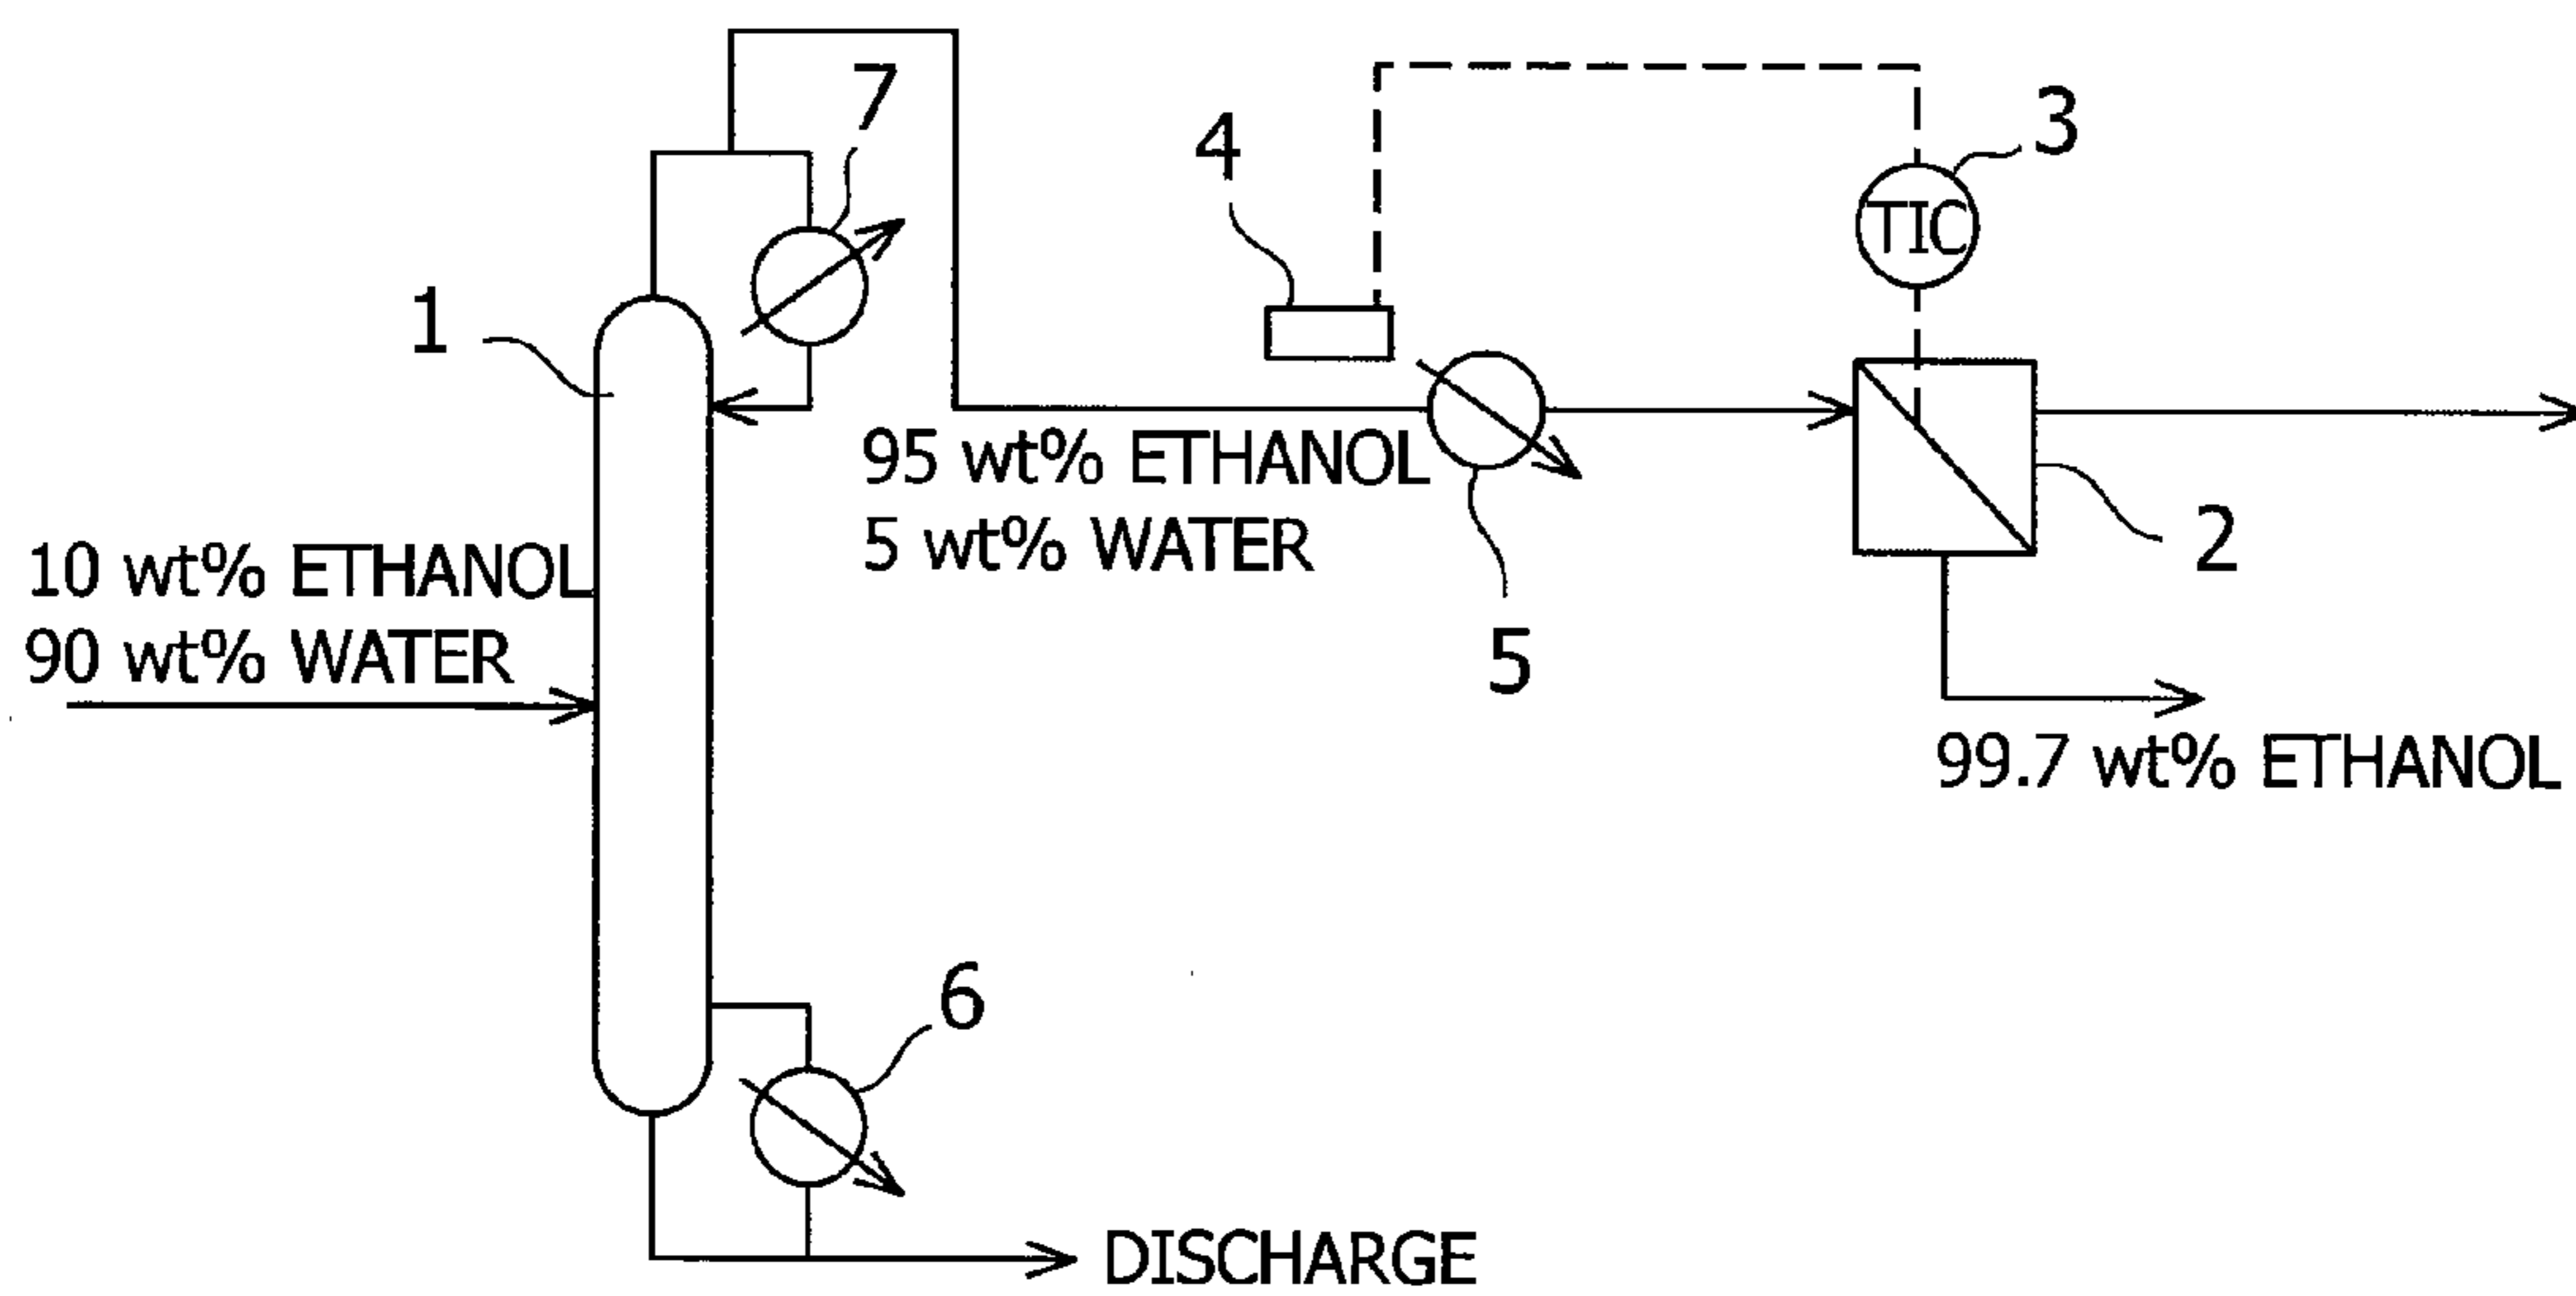 7
4
3
TIC
1
95 wt% ETHANOL
5 wt% WATER
2
10 wt% ETHANOL
90 wt% WATER
5
99.7 wt% ETHANOL
6
DISCHARGE